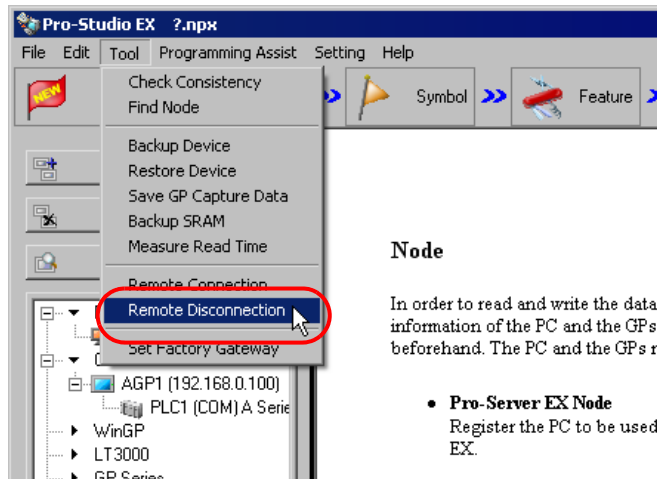 Pro-Studio EX ?.npx
File Edit Tool Programming Assist Setting Help
NEW
Symbol
Feature
Check Consistency
Find Node
Backup Device
Restore Device
Save GP Capture Data
Backup SRAM
Measure Read Time
Remote Connection
Remote Disconnection
Set Factory Gateway
AGP1 (192.168.0.100)
PLC1 (COM) A Serie
WinGP
LT3000
GP Series
Node
In order to read and write the data
information of the PC and the GPs
beforehand. The PC and the GPs
• Pro-Server EX Node
Register the PC to be used
EX.